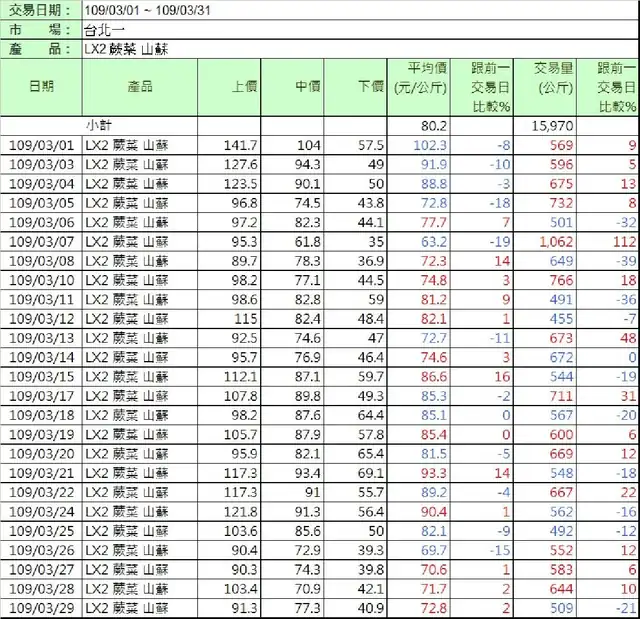 交易日期： 109/03/01 ~ 109/03/31
市 場： 台北一
產 品： LX2 蕨菜 山蘇
日期 產品 上價 中價 下價 平均價(元/公斤) 跟前一交易日比較% 交易量(公斤) 跟前一交易日比較%
小計 80.2 15,970
109/03/01 LX2 蕨菜 山蘇 141.7 104 57.5 102.3 -8 569 9
109/03/03 LX2 蕨菜 山蘇 127.6 94.3 49 91.9 -10 596 5
109/03/04 LX2 蕨菜 山蘇 123.5 90.1 50 88.8 -3 675 13
109/03/05 LX2 蕨菜 山蘇 96.8 74.5 43.8 72.8 -18 732 8
109/03/06 LX2 蕨菜 山蘇 97.2 82.3 44.1 77.7 7 501 -32
109/03/07 LX2 蕨菜 山蘇 95.3 61.8 35 63.2 -19 1,062 112
109/03/08 LX2 蕨菜 山蘇 89.7 78.3 36.9 72.3 14 649 -39
109/03/10 LX2 蕨菜 山蘇 98.2 77.1 44.5 74.8 3 766 18
109/03/11 LX2 蕨菜 山蘇 98.6 82.8 59 81.2 9 491 -36
109/03/12 LX2 蕨菜 山蘇 115 82.4 48.4 82.1 1 455 -7
109/03/13 LX2 蕨菜 山蘇 92.5 74.6 47 72.7 -11 673 48
109/03/14 LX2 蕨菜 山蘇 95.7 76.9 46.4 74.6 3 672 0
109/03/15 LX2 蕨菜 山蘇 112.1 87.1 59.7 86.6 16 544 -19
109/03/17 LX2 蕨菜 山蘇 107.8 89.8 49.3 85.3 -2 711 31
109/03/18 LX2 蕨菜 山蘇 98.2 87.6 64.4 85.1 0 567 -20
109/03/19 LX2 蕨菜 山蘇 105.7 87.9 57.8 85.4 0 600 6
109/03/20 LX2 蕨菜 山蘇 95.9 82.1 65.4 81.5 -5 669 12
109/03/21 LX2 蕨菜 山蘇 117.3 93.4 69.1 93.3 14 548 -18
109/03/22 LX2 蕨菜 山蘇 117.3 91 55.7 89.2 -4 667 22
109/03/24 LX2 蕨菜 山蘇 121.8 91.3 56.4 90.4 1 562 -16
109/03/25 LX2 蕨菜 山蘇 103.6 85.6 50 82.1 -9 492 -12
109/03/26 LX2 蕨菜 山蘇 90.4 72.9 39.3 69.7 -15 552 12
109/03/27 LX2 蕨菜 山蘇 90.3 74.3 39.8 70.6 1 583 6
109/03/28 LX2 蕨菜 山蘇 103.4 70.9 42.1 71.7 2 644 10
109/03/29 LX2 蕨菜 山蘇 91.3 77.3 40.9 72.8 2 509 -21